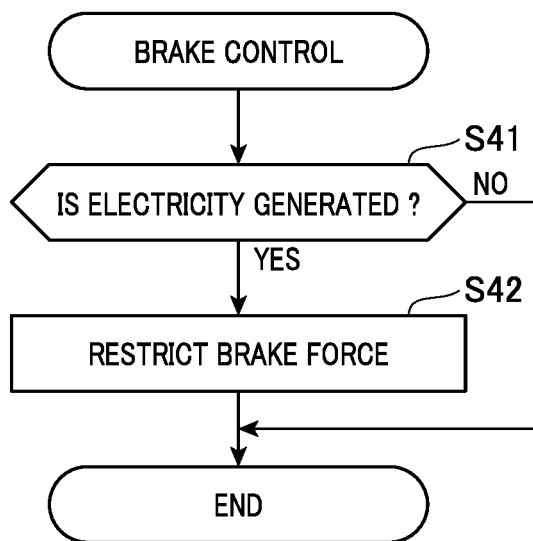 BRAKE CONTROL
S41
IS ELECTRICITY GENERATED ?
NO
YES
S42
RESTRICT BRAKE FORCE
END